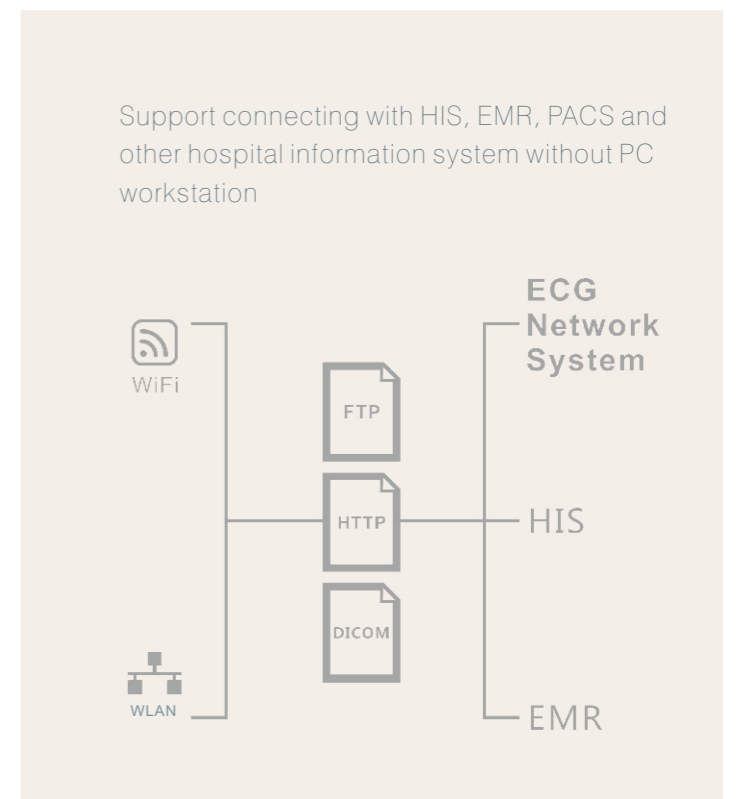 Support connecting with HIS, EMR, PACS and
other hospital information system without PC
workstation
WiFi
WLAN
FTP
HTTP
DICOM
ECG
Network
System
HIS
EMR